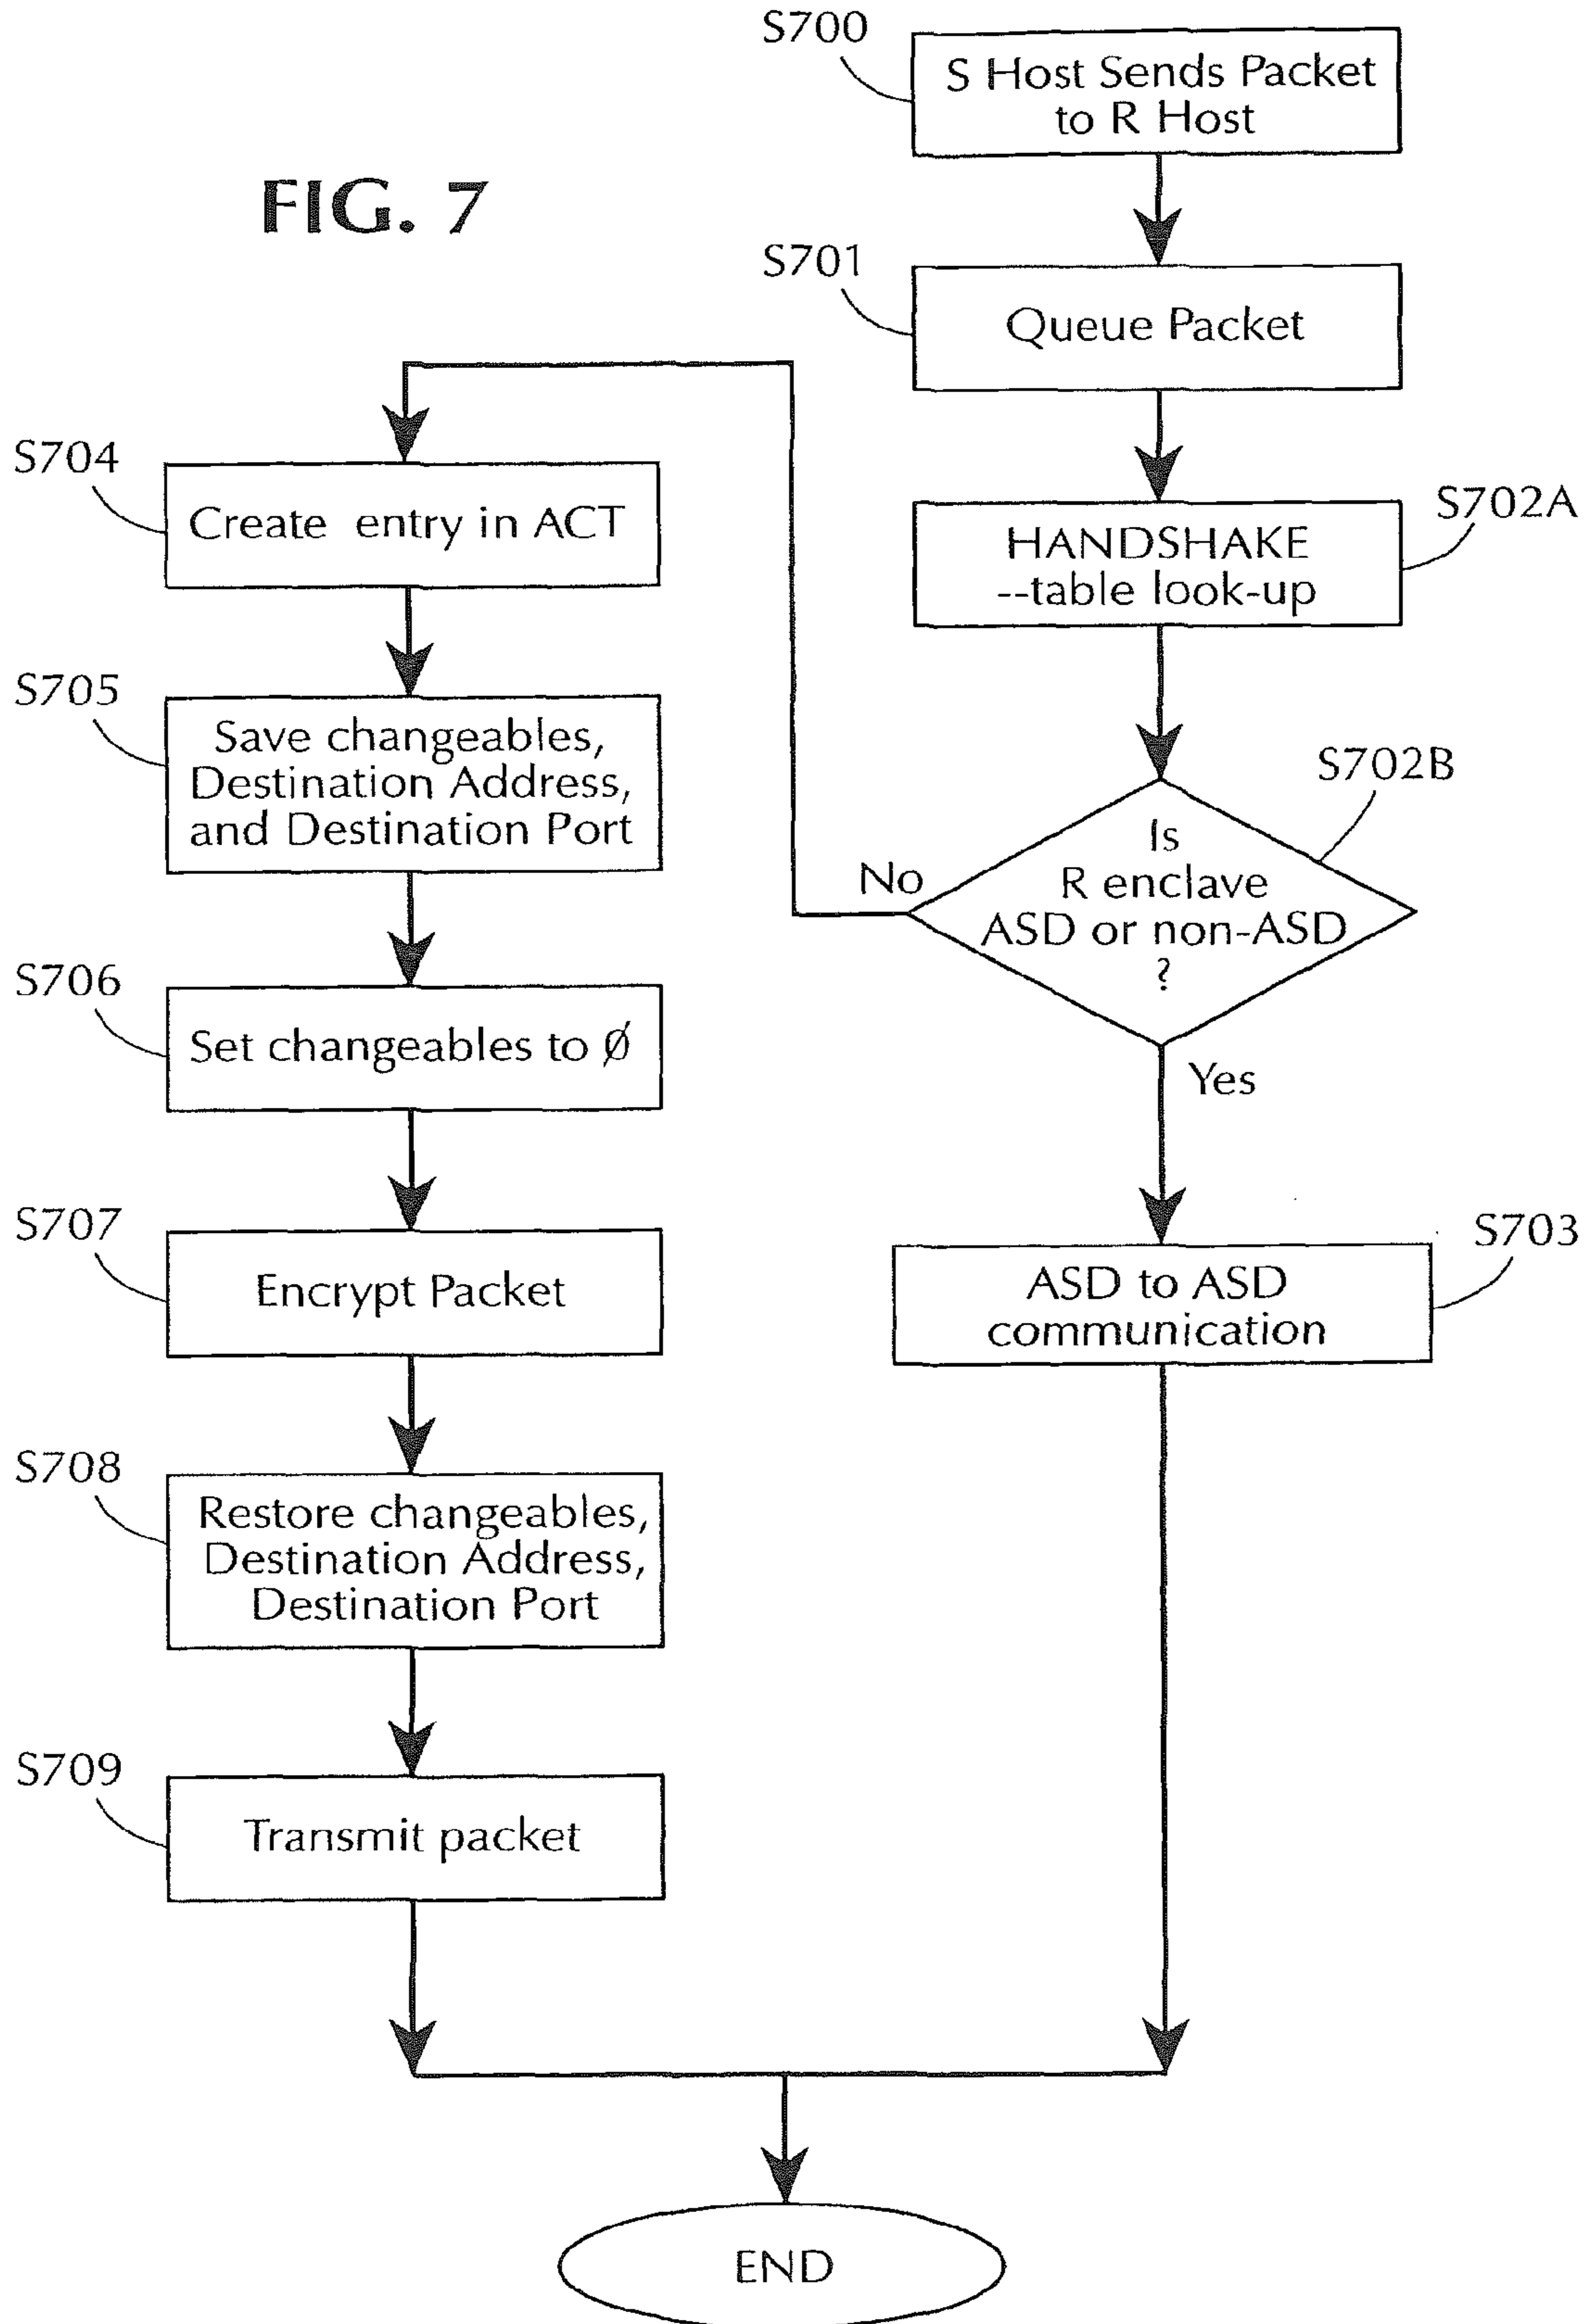 FIG. 7
S700
S Host Sends Packet
to R Host
S701
Queue Packet
S702A
HANDSHAKE
--table look-up
S702B
Is
R enclave
ASD or non-ASD
?
No
Yes
S703
ASD to ASD
communication
S704
Create entry in ACT
S705
Save changeables,
Destination Address,
and Destination Port
S706
Set changeables to Ø
S707
Encrypt Packet
S708
Restore changeables,
Destination Address,
Destination Port
S709
Transmit packet
END